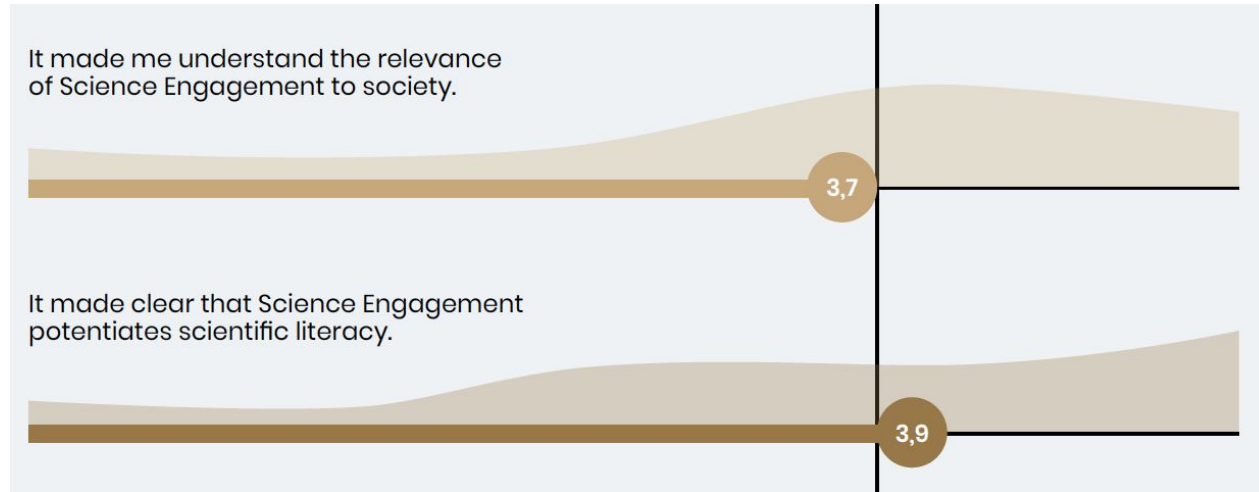 It made me understand the relevance
of Science Engagement to society.
3,7
It made clear that Science Engagement
potentiates scientific literacy.
3,9